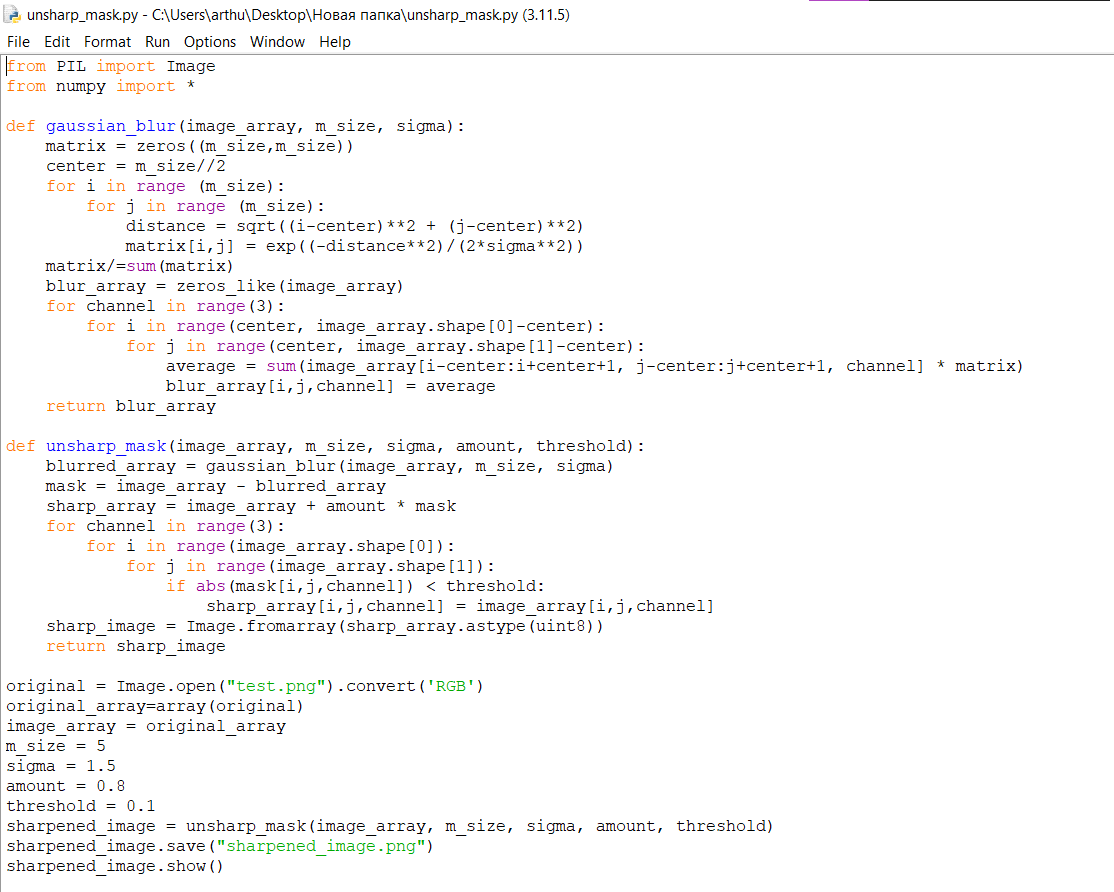 unsharp_mask.py - C:\Users\arthu\Desktop\Новая папка\unsharp_mask.py (3.11.5)
File Edit Format Run Options Window Help
from PIL import Image
from numpy import *

def gaussian_blur(image_array, m_size, sigma):
    matrix = zeros((m_size,m_size))
    center = m_size//2
    for i in range (m_size):
        for j in range (m_size):
            distance = sqrt((i-center)**2 + (j-center)**2)
            matrix[i,j] = exp((-distance**2)/(2*sigma**2))
    matrix/=sum(matrix)
    blur_array = zeros_like(image_array)
    for channel in range(3):
        for i in range(center, image_array.shape[0]-center):
            for j in range(center, image_array.shape[1]-center):
                average = sum(image_array[i-center:i+center+1, j-center:j+center+1, channel] * matrix)
                blur_array[i,j,channel] = average
    return blur_array

def unsharp_mask(image_array, m_size, sigma, amount, threshold):
    blurred_array = gaussian_blur(image_array, m_size, sigma)
    mask = image_array - blurred_array
    sharp_array = image_array + amount * mask
    for channel in range(3):
        for i in range(image_array.shape[0]):
            for j in range(image_array.shape[1]):
                if abs(mask[i,j,channel]) < threshold:
                    sharp_array[i,j,channel] = image_array[i,j,channel]
    sharp_image = Image.fromarray(sharp_array.astype(uint8))
    return sharp_image

original = Image.open("test.png").convert('RGB')
original_array=array(original)
image_array = original_array
m_size = 5
sigma = 1.5
amount = 0.8
threshold = 0.1
sharpened_image = unsharp_mask(image_array, m_size, sigma, amount, threshold)
sharpened_image.save("sharpened_image.png")
sharpened_image.show()